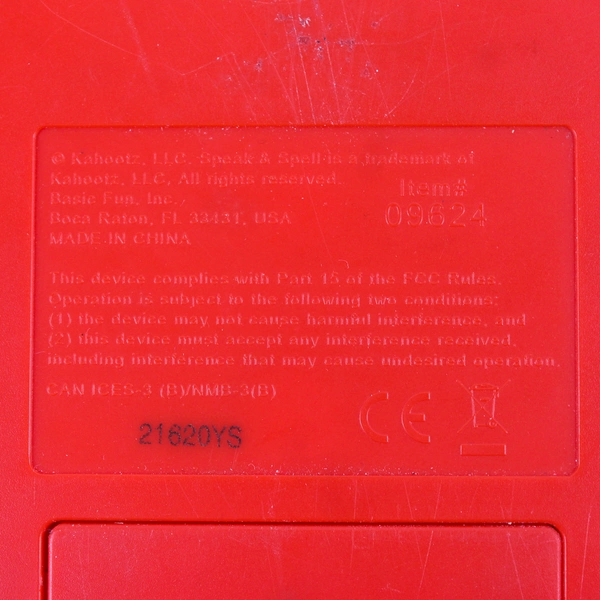 © Kahootz, LLC. Speak & Spell is a trademark of
Kahootz, LLC, All rights reserved.
Basic Fun, Inc.
Boca Raton, FL 33431, USA
MADE IN CHINA
Item#
09624
This device complies with Part 15 of the FCC Rules.
Operation is subject to the following two conditions:
(1) the device may not cause harmful interference, and
(2) this device must accept any interference received,
including interference that may cause undesired operation.
CAN ICES-3 (B)/NMB-3(B)
CE
21620YS